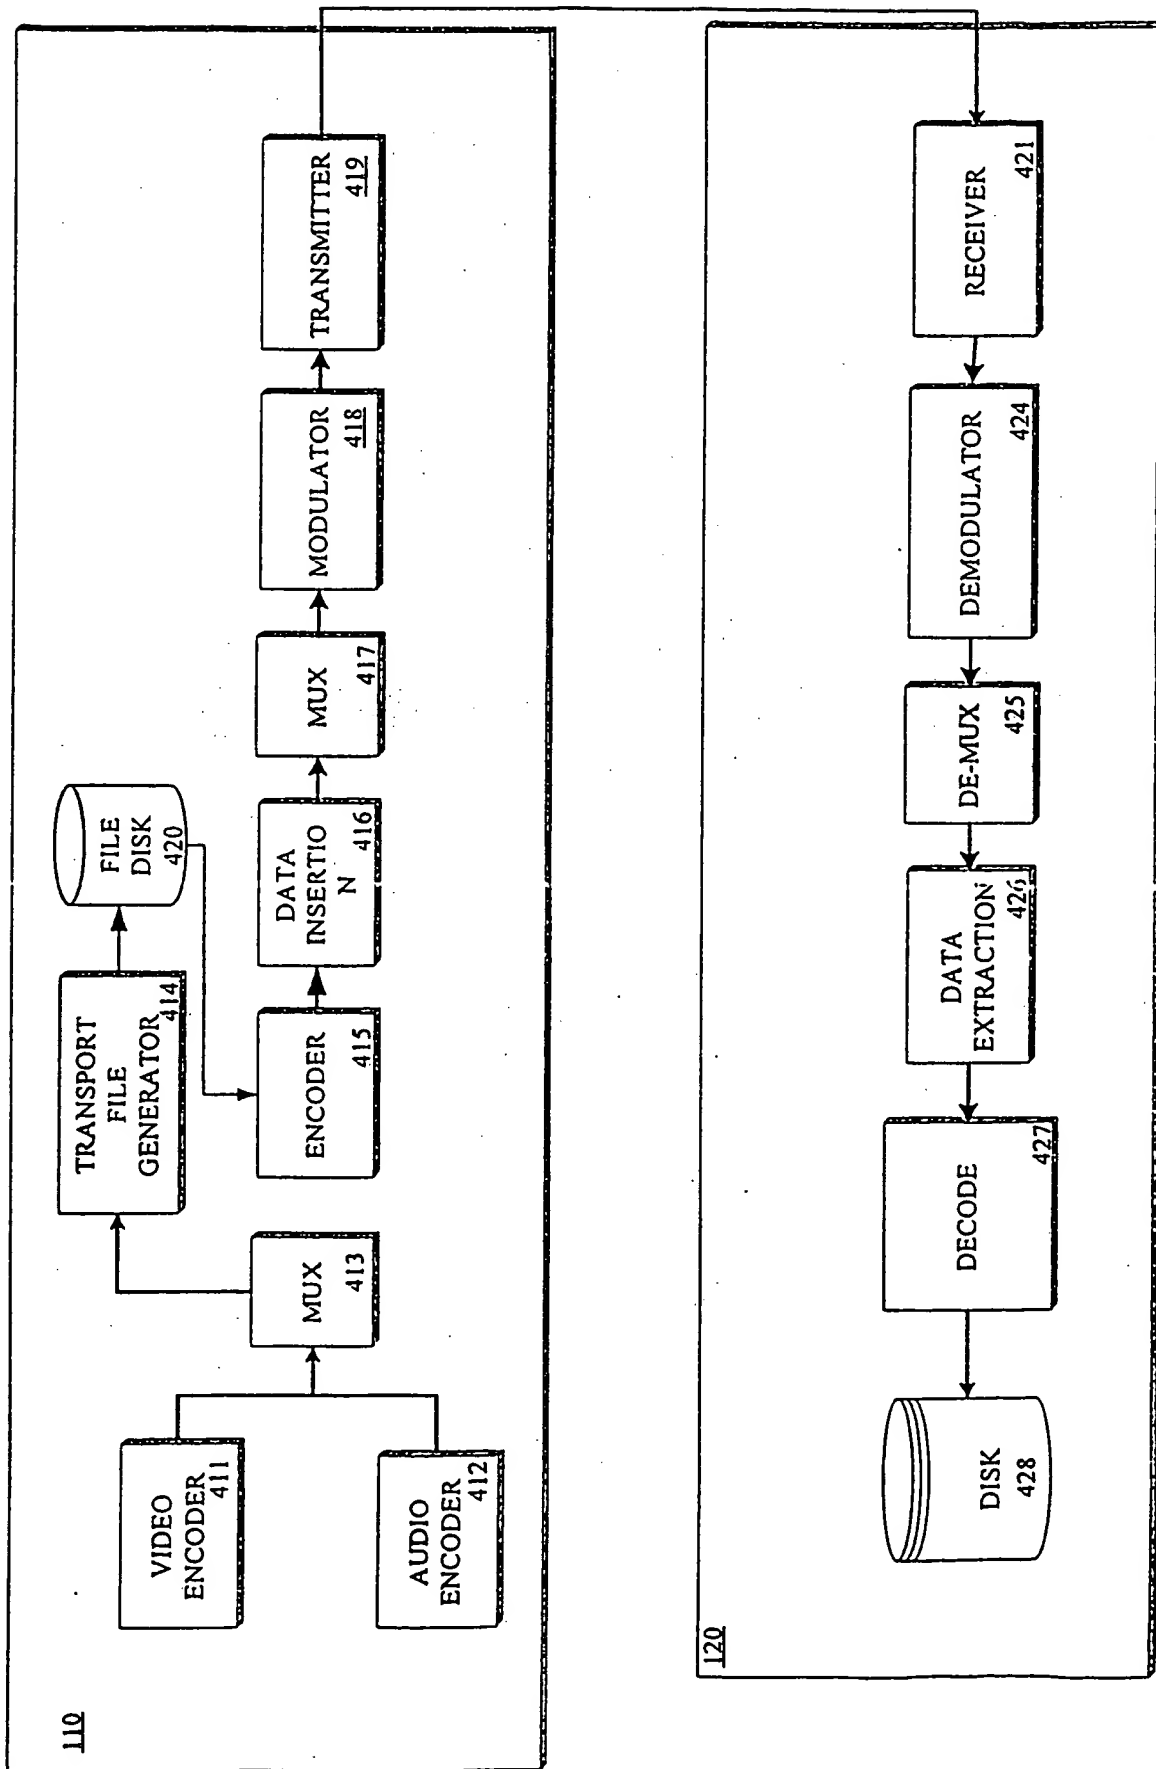 110
VIDEO
ENCODER
411
AUDIO
ENCODER
412
MUX
413
TRANSPORT
FILE
GENERATOR
414
FILE
DISK
420
ENCODER
415
DATA
INSERTIO
N
416
MUX
417
MODULATOR
418
TRANSMITTER
419
120
RECEIVER
421
DEMODULATOR
424
DE-MUX
425
DATA
EXTRACTION
426
DECODE
427
DISK
428